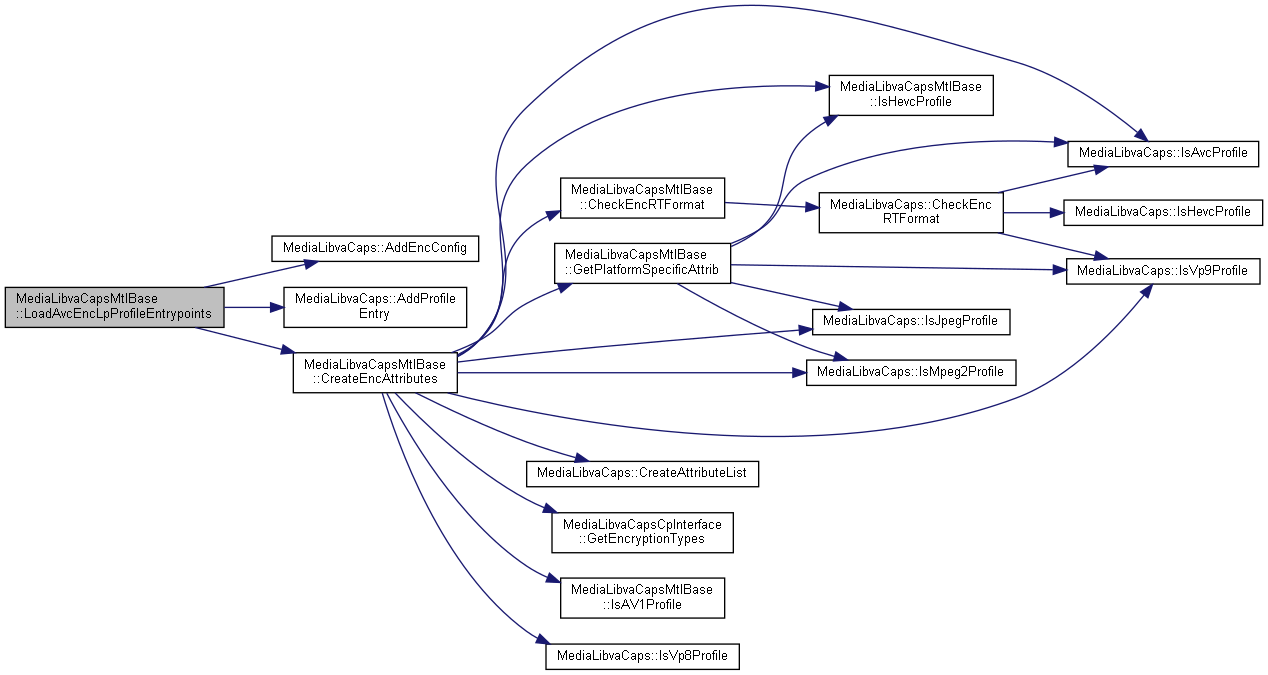 MediaLibvaCapsMtlBase
::LoadAvcEncLpProfileEntrypoints
MediaLibvaCaps::AddEncConfig
MediaLibvaCaps::AddProfile
Entry
MediaLibvaCapsMtlBase
::CreateEncAttributes
MediaLibvaCapsMtlBase
::CheckEncRTFormat
MediaLibvaCapsMtlBase
::GetPlatformSpecificAttrib
MediaLibvaCaps::CreateAttributeList
MediaLibvaCapsCpInterface
::GetEncryptionTypes
MediaLibvaCapsMtlBase
::IsAV1Profile
MediaLibvaCaps::IsVp8Profile
MediaLibvaCapsMtlBase
::IsHevcProfile
MediaLibvaCaps::CheckEnc
RTFormat
MediaLibvaCaps::IsJpegProfile
MediaLibvaCaps::IsMpeg2Profile
MediaLibvaCaps::IsAvcProfile
MediaLibvaCaps::IsHevcProfile
MediaLibvaCaps::IsVp9Profile